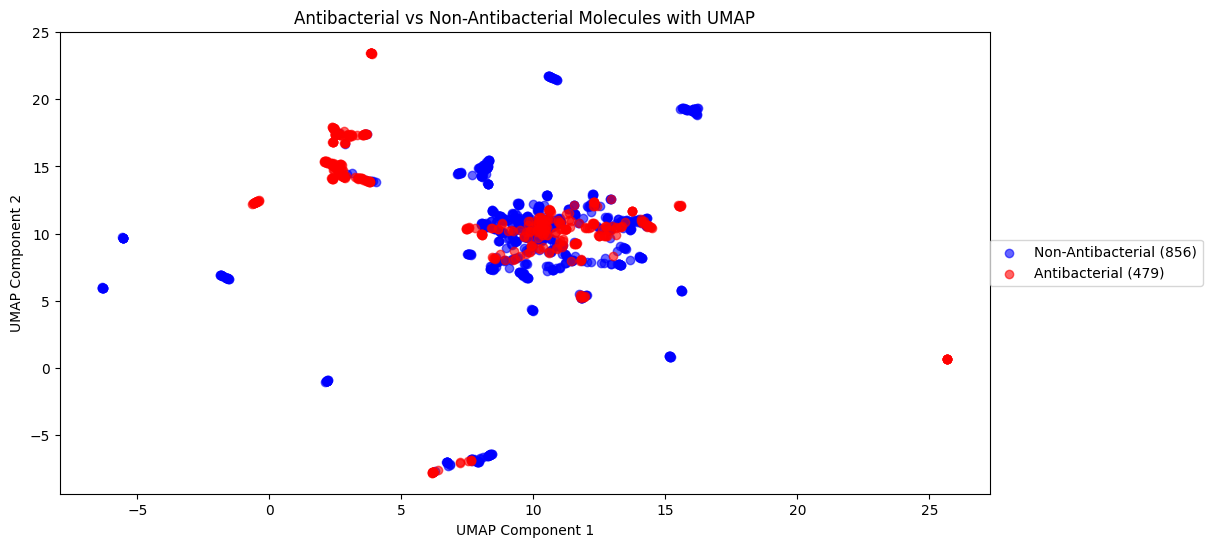 Antibacterial vs Non-Antibacterial Molecules with UMAP
25
20
15
10
5
0
−5
UMAP Component 2
Non-Antibacterial (856)
Antibacterial (479)
−5
0
5
10
15
20
25
UMAP Component 1